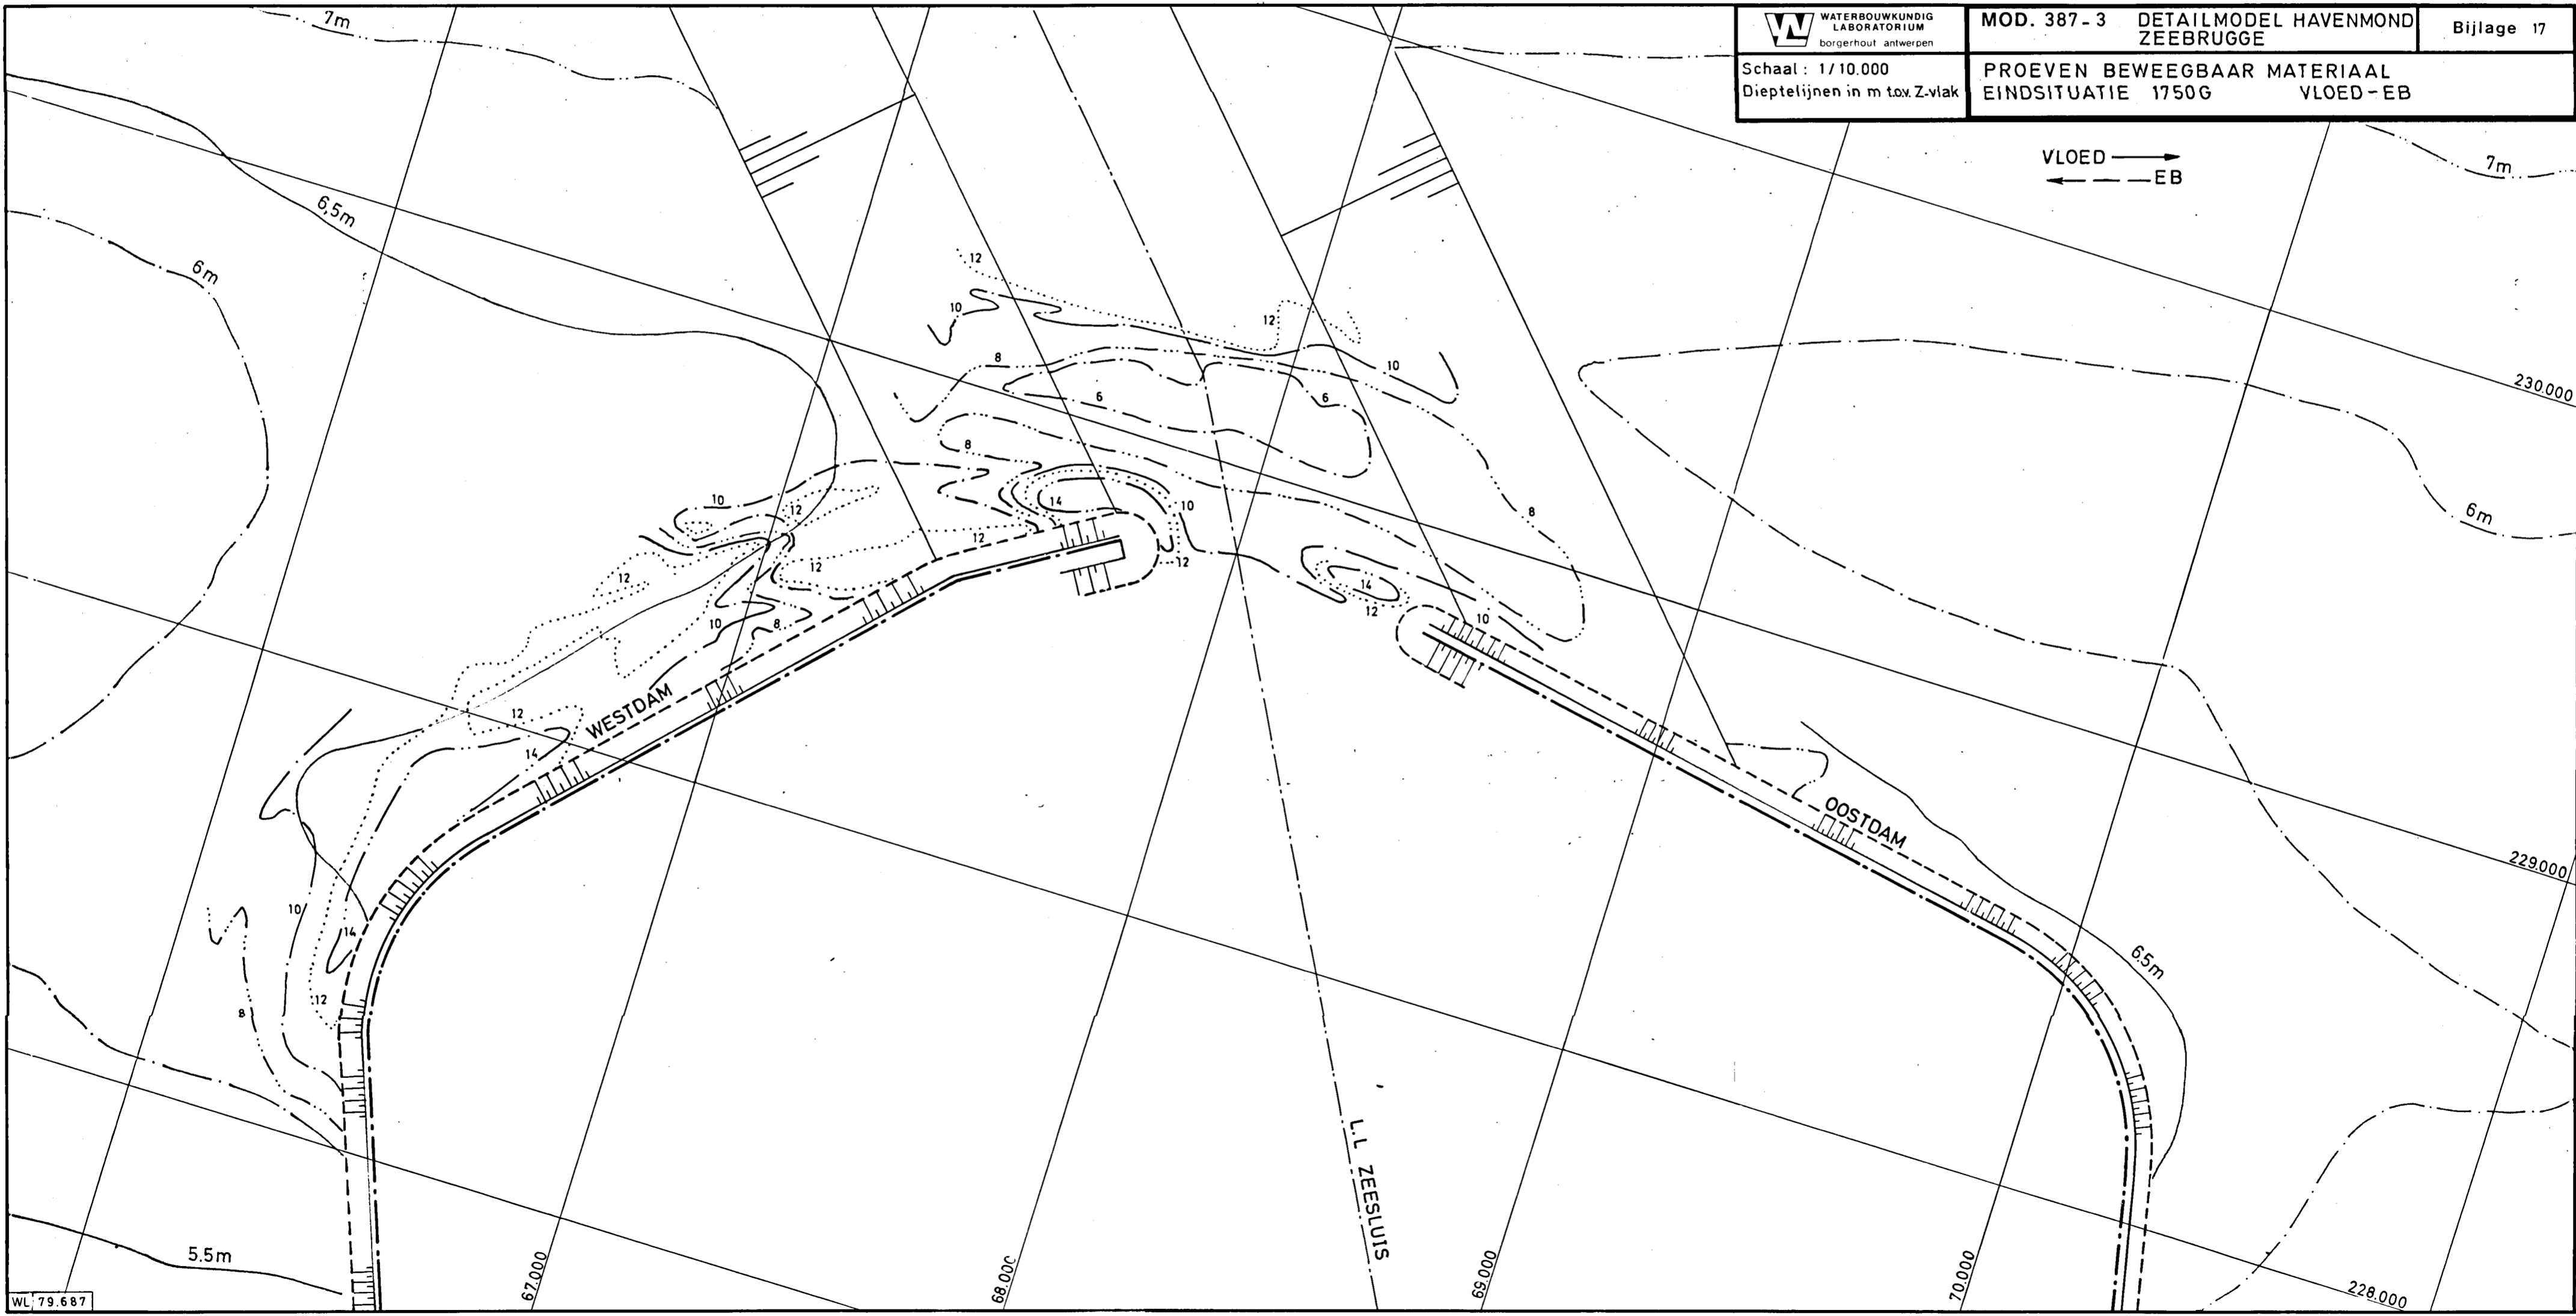 WATERBOUWKUNDIG
LABORATORIUM
borgerhout antwerpen
MOD. 387-3 DETAILMODEL HAVENMOND
ZEEBRUGGE
Bijlage 17
Schaal : 1/10.000
Dieptelijnen in m t.o.v. Z-vlak
PROEVEN BEWEEGBAAR MATERIAAL
EINDSITUATIE 1750G VLOED-EB
VLOED
EB
7m
7m
6,5m
6m
12
10
12
8
10
6
6
230.000
8
10
12
14
10
8
6m
12
12
12
12
14
12
10
8
10
12
14
WESTDAM
OOSTDAM
229.000
10
14
6.5m
12
8
L.L ZEESLUIS
5.5m
67.000
68.000
69.000
70.000
228.000
WL 79.687